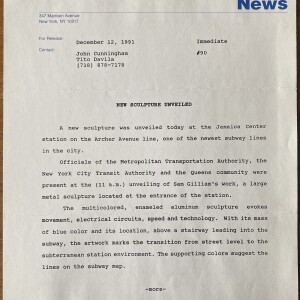 News
347 Madison Avenue
New York, NY 10017
For Release: December 12, 1991 Immediate
Contact: John Cunningham #90
Tito Davila
(718) 878-7178
NEW SCULPTURE UNVEILED
A new sculpture was unveiled today at the Jamaica Center
station on the Archer Avenue line, one of the newest subway lines
in the city.
Officials of the Metropolitan Transportation Authority, the
New York City Transit Authority and the Queens community were
present at the (11 a.m.) unveiling of Sam Gilliam's work, a large
metal sculpture located at the entrance of the station.
The multicolored, enameled aluminum sculpture evokes
movement, electrical circuits, speed and technology. With its mass
of blue color and its location, above a stairway leading into the
subway, the artwork marks the transition from street level to the
subterranean station environment. The supporting colors suggest the
lines on the subway map.
-more-